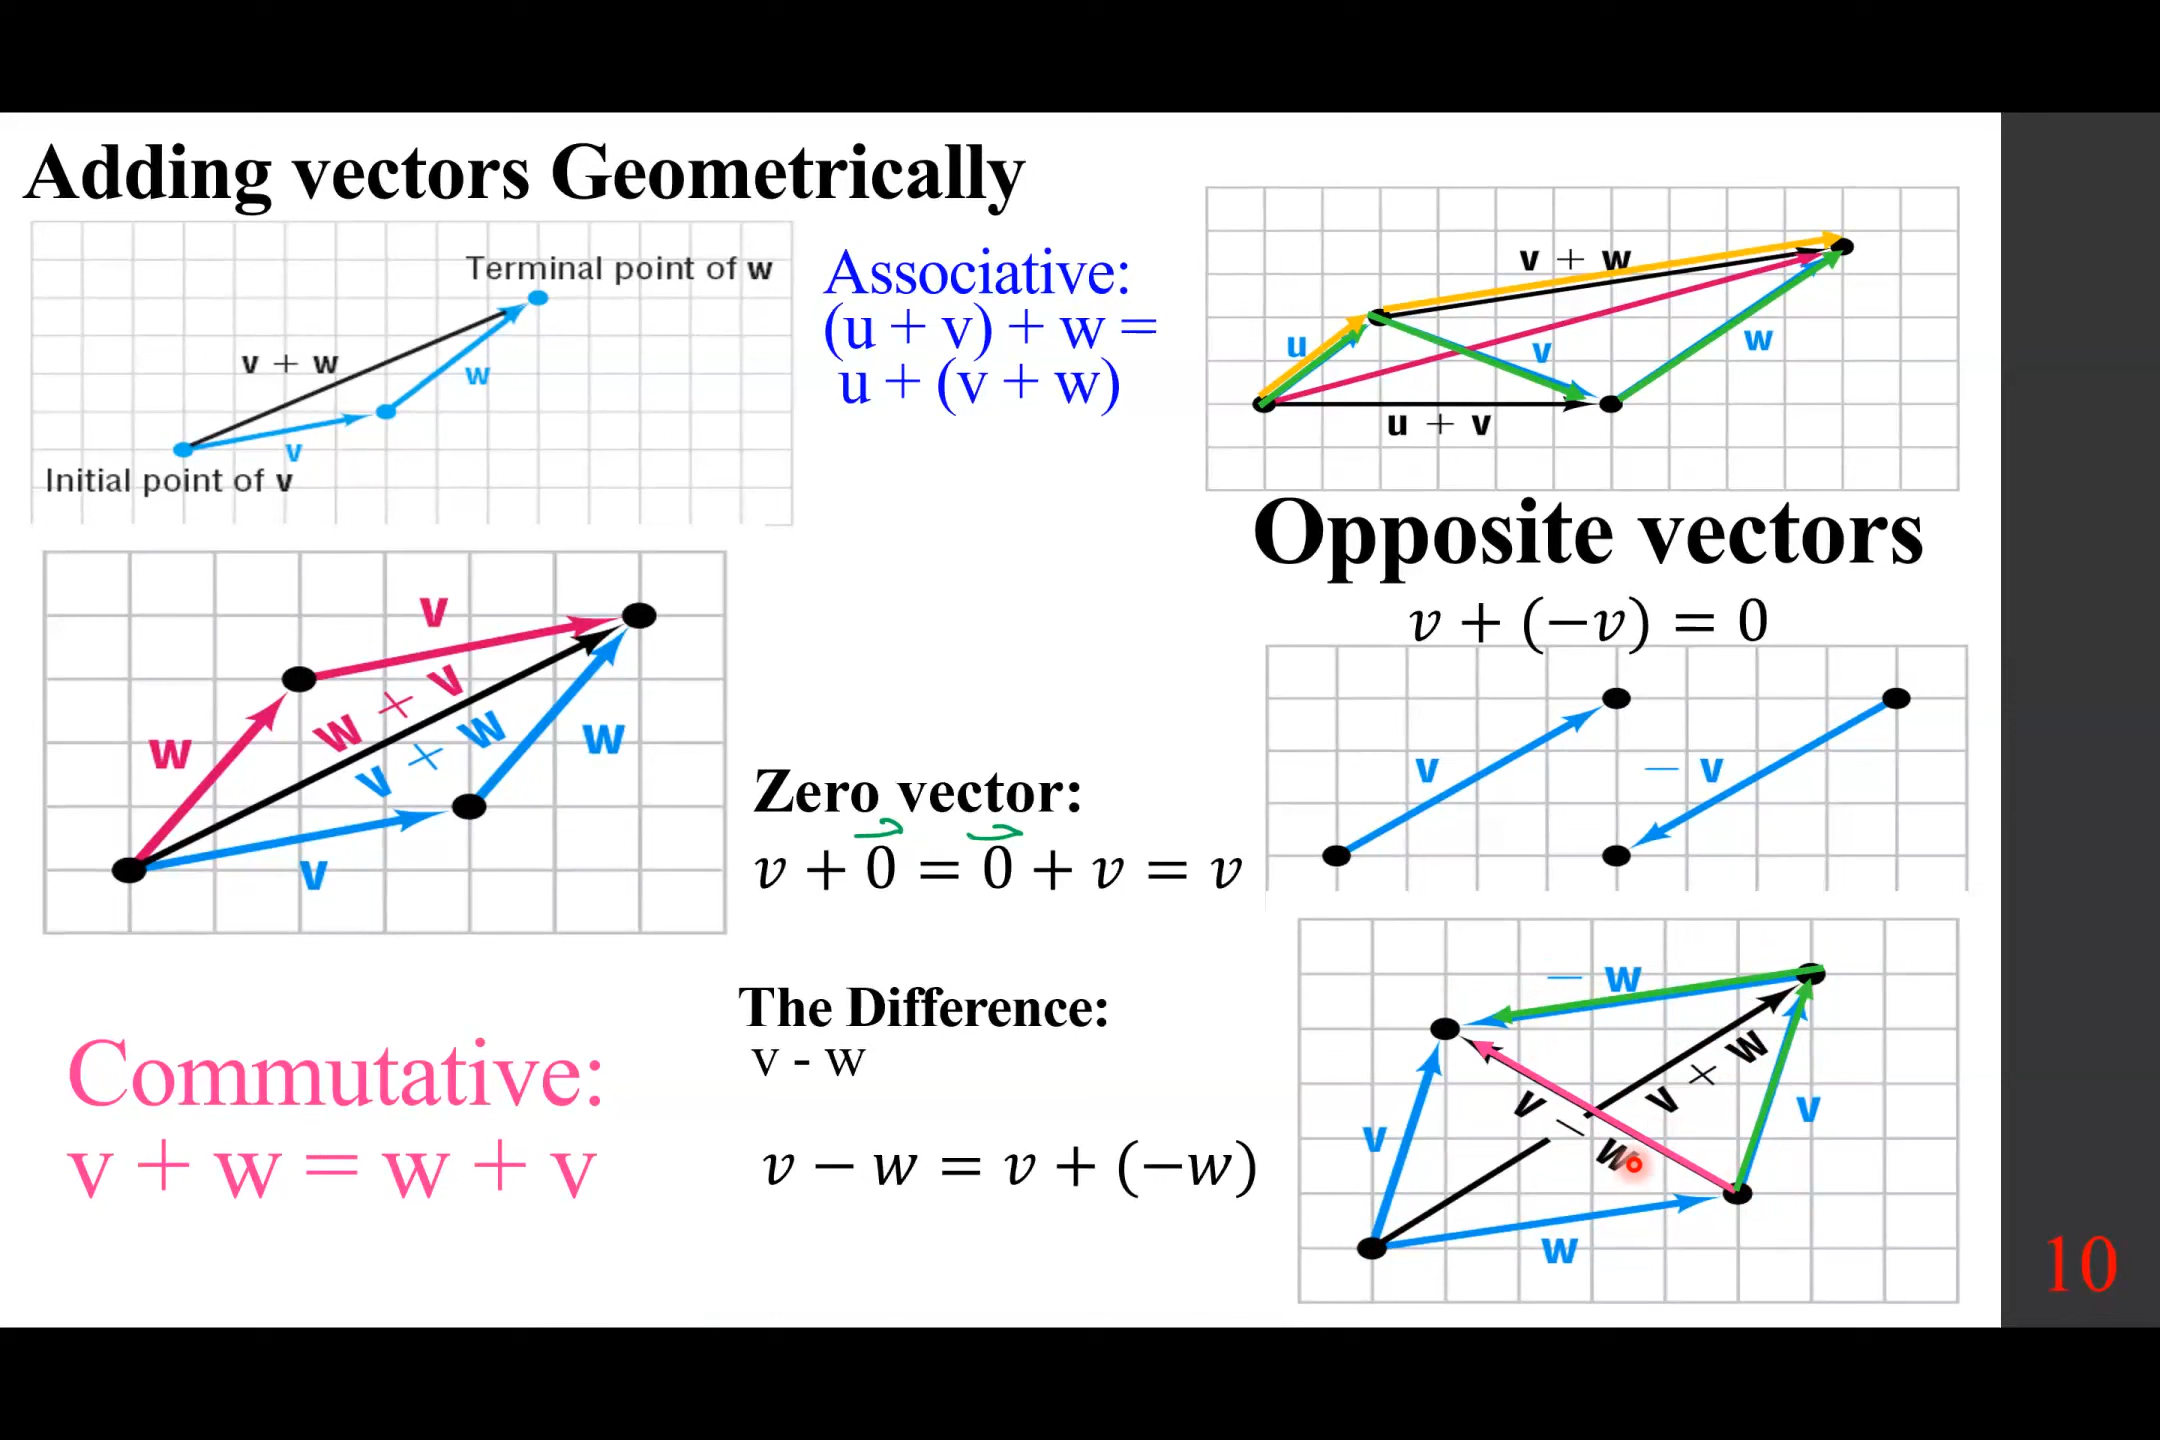 Adding vectors Geometrically
Terminal point of w
v + w
w
v
Initial point of v
Associative:
(u + v) + w =
u + (v + w)
v + w
u
v
w
u + v
v
w + v
w
v + w
w
v
Opposite vectors
v + (−v) = 0
v
− v
Zero vector:
v + 0 = 0 + v = v
Commutative:
v + w = w + v
The Difference:
v - w
v − w = v + (−w)
− w
v + w
v − w
v
v
w
10